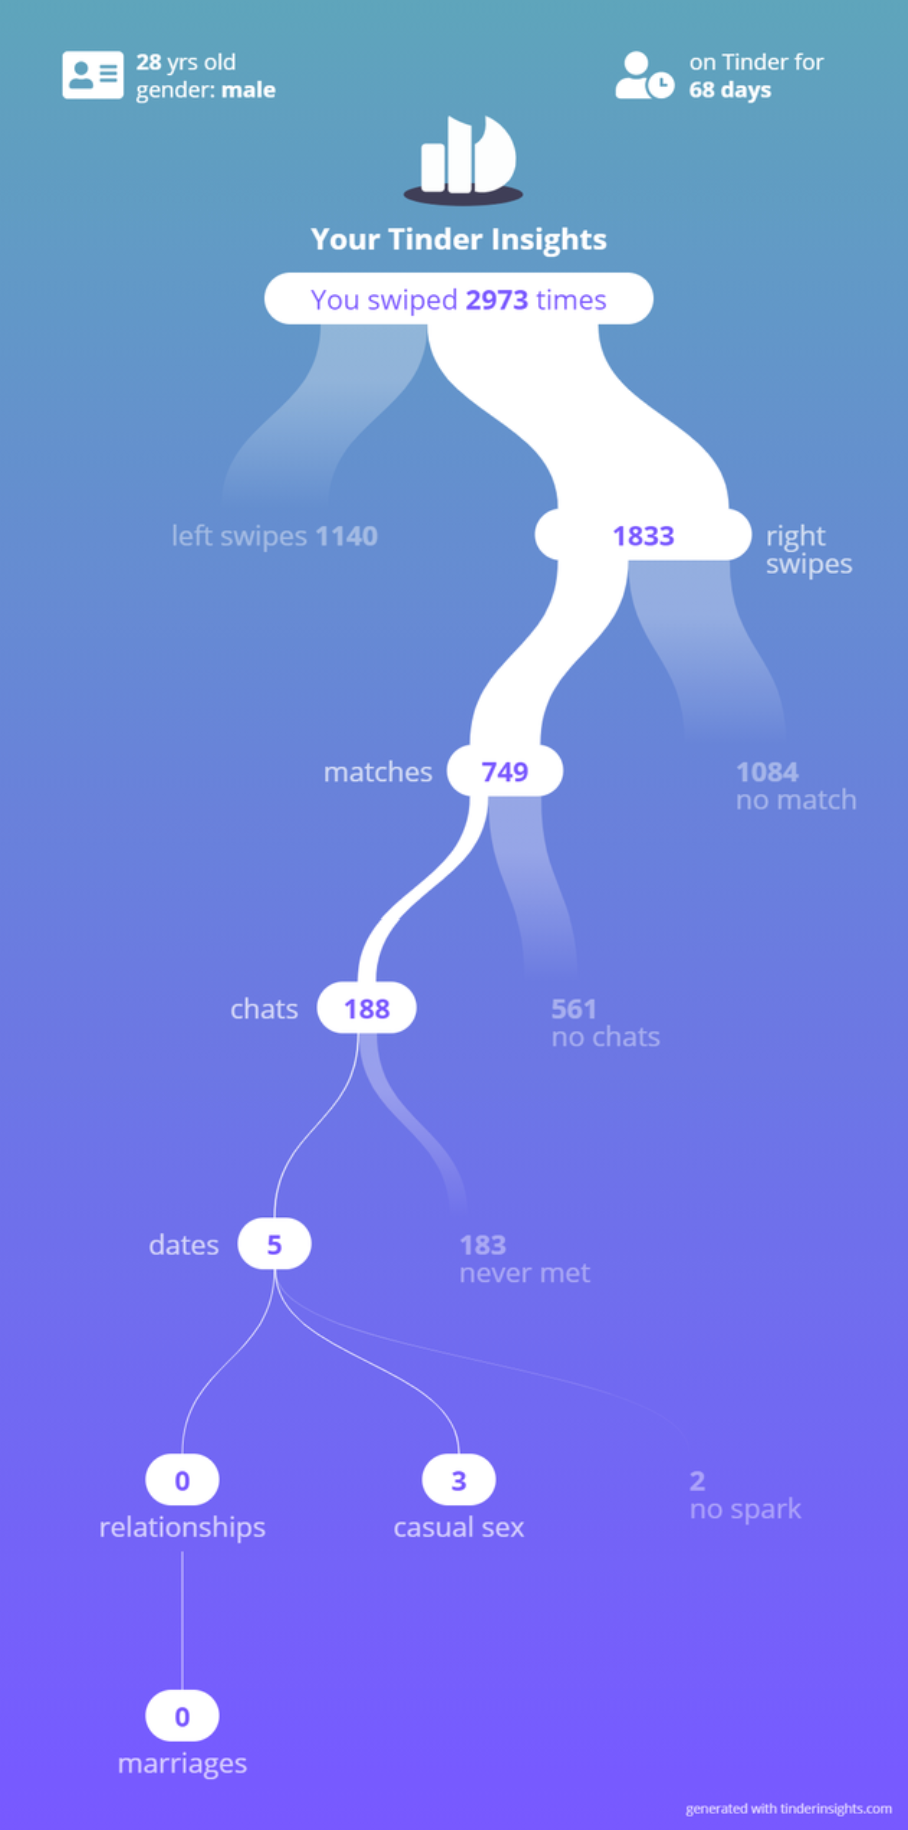 28 yrs old
gender: male
on Tinder for
68 days
Your Tinder Insights
You swiped 2973 times
left swipes 1140
1833
right
swipes
matches
749
1084
no match
chats
188
561
no chats
dates
5
183
never met
0
relationships
3
casual sex
2
no spark
0
marriages
generated with tinderinsights.com